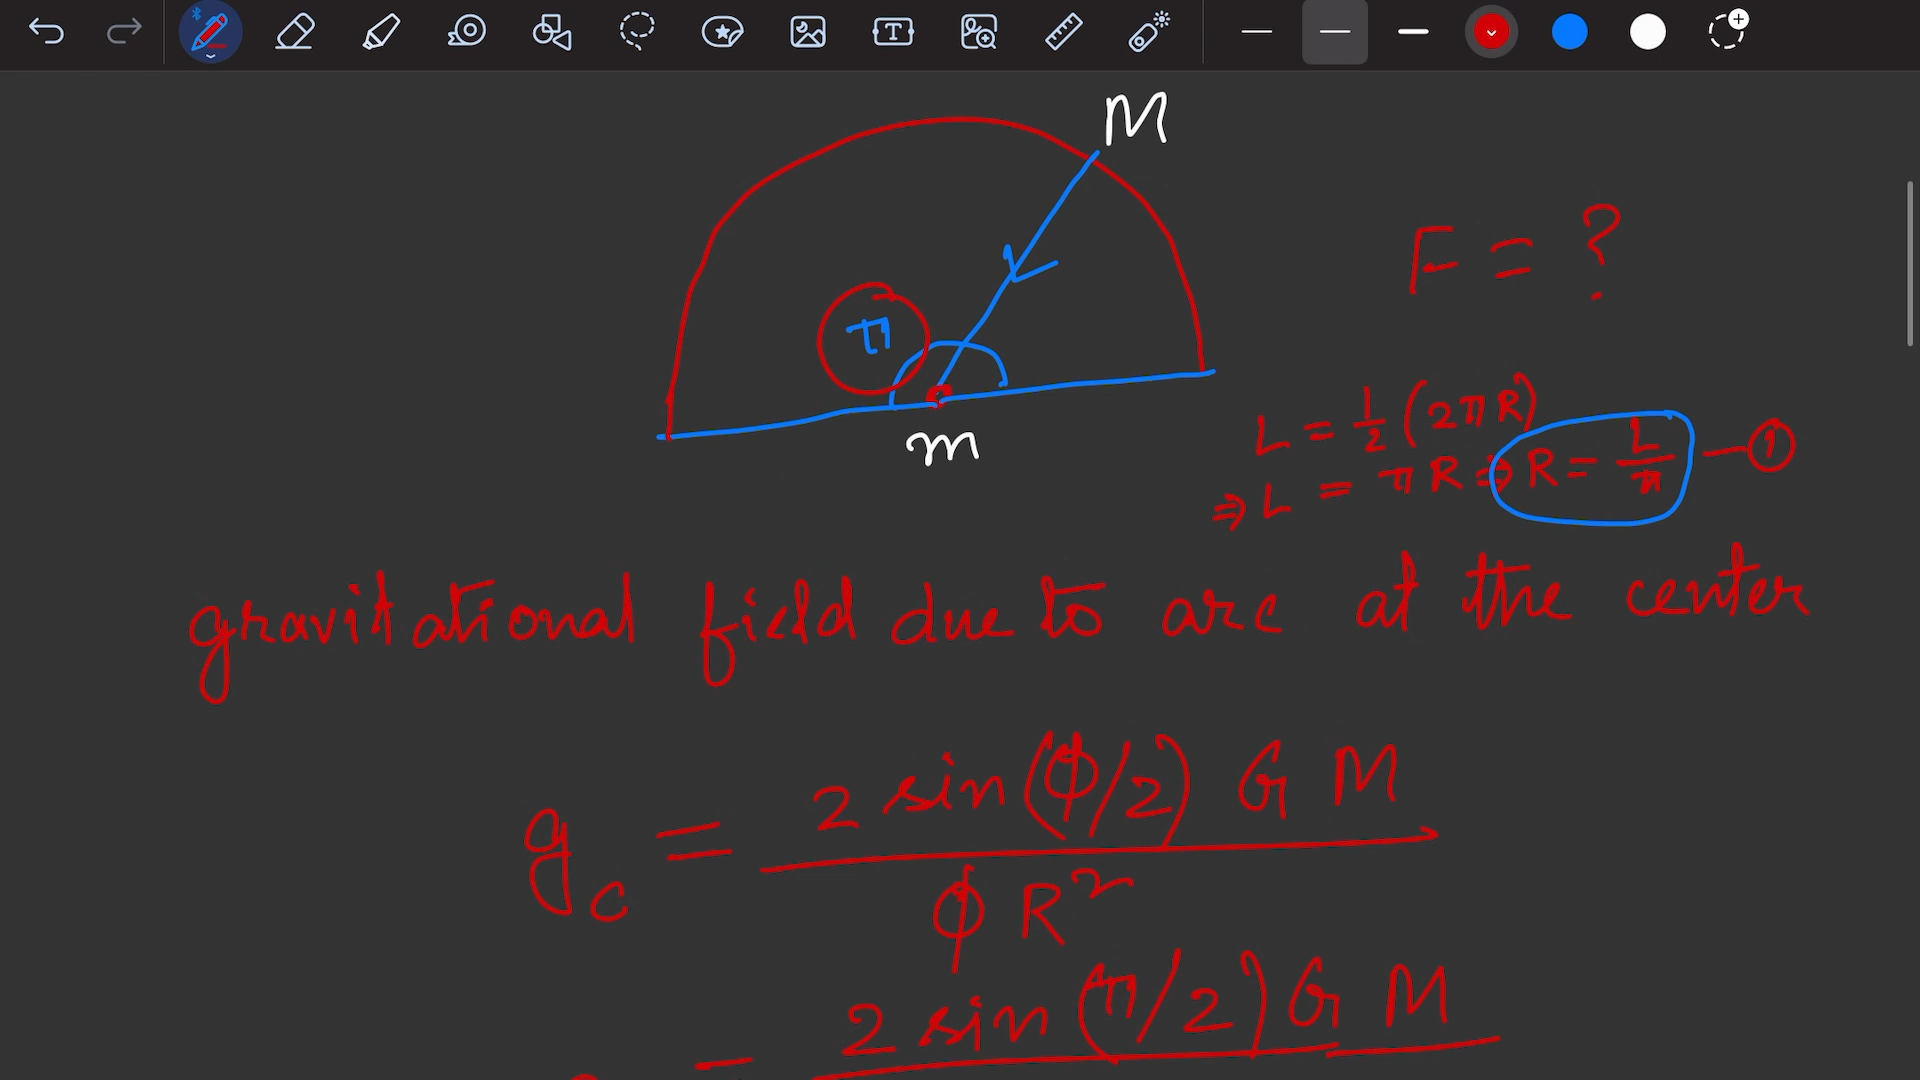 M
F = ?
π
m
L = 1/2 (2πR)
⇒ L = πR ⇒ R = L/π — ①
gravitational field due to arc at the center
g_c = 2 sin(ϕ/2) G M / ϕ R²
= 2 sin(π/2) G M